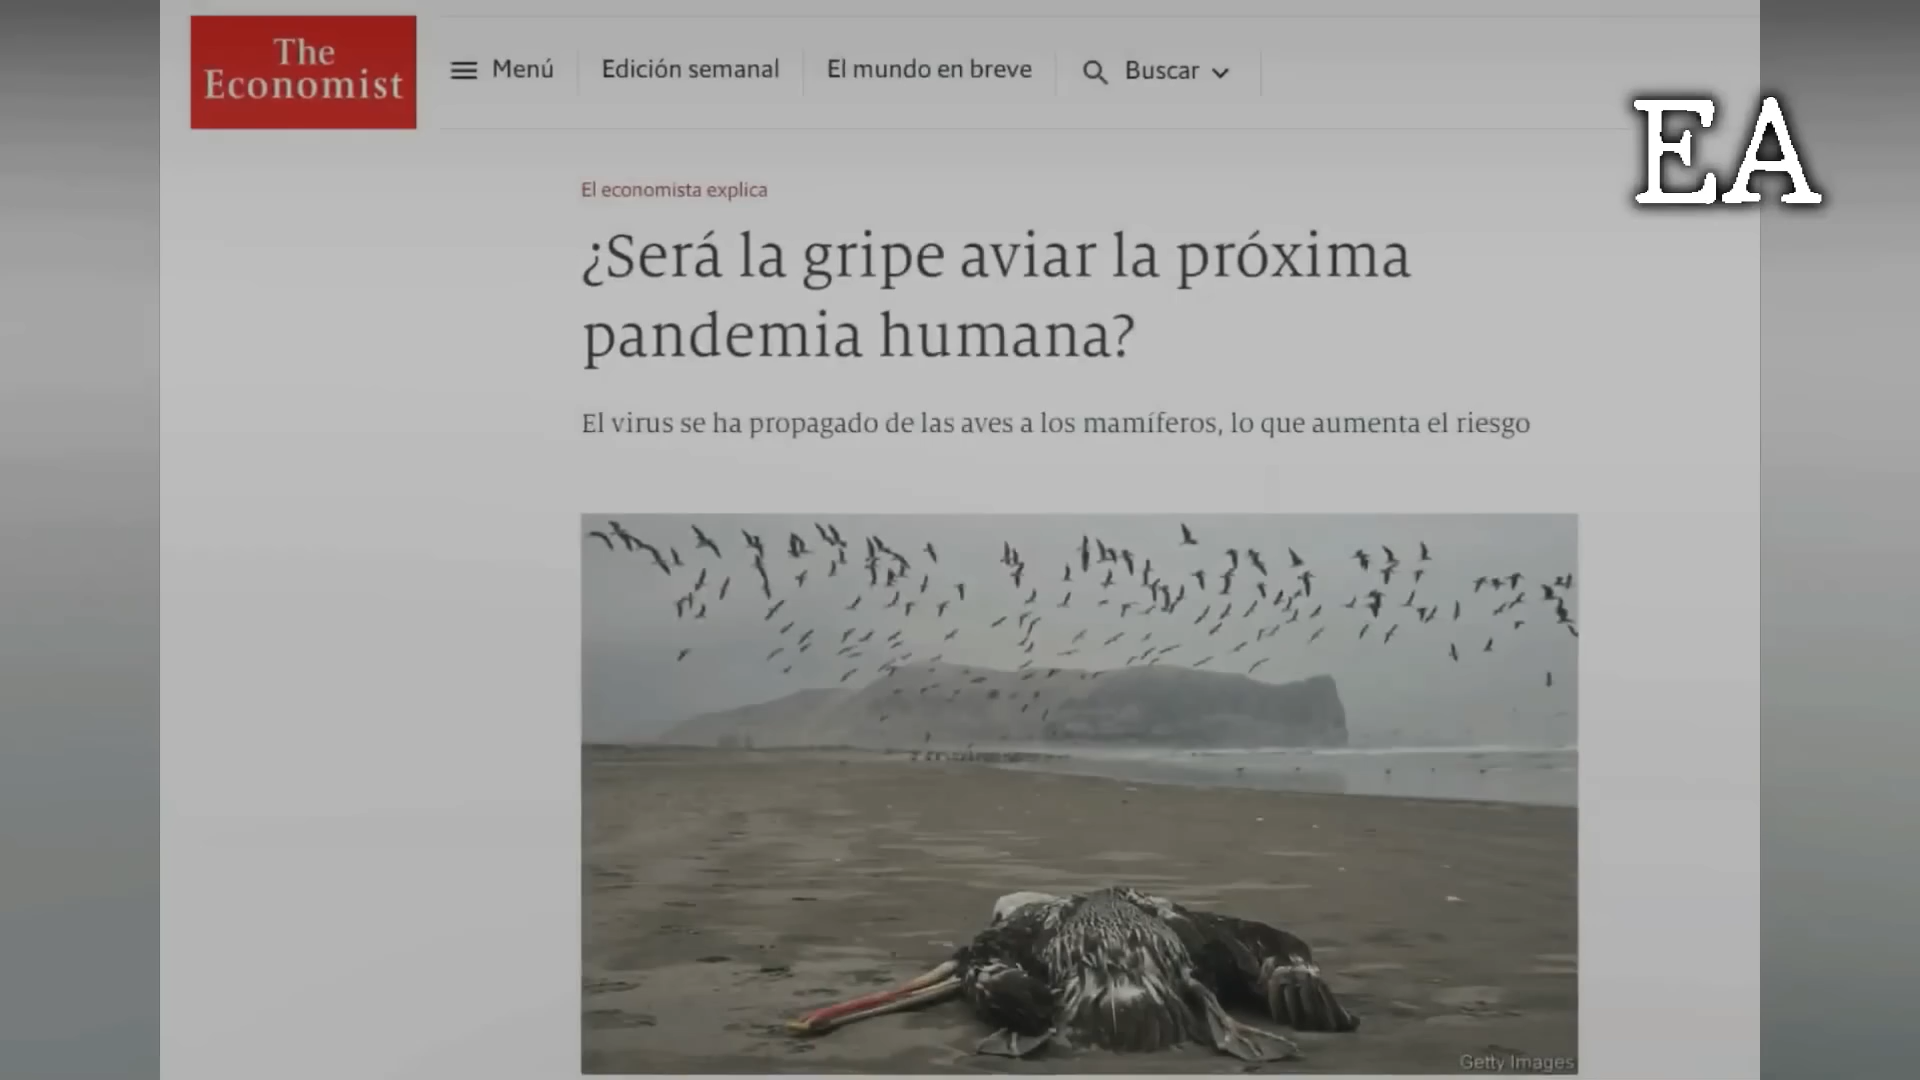 The
Economist
Menú
Edición semanal
El mundo en breve
Buscar
EA
El economista explica
¿Será la gripe aviar la próxima
pandemia humana?
El virus se ha propagado de las aves a los mamíferos, lo que aumenta el riesgo
Getty Images